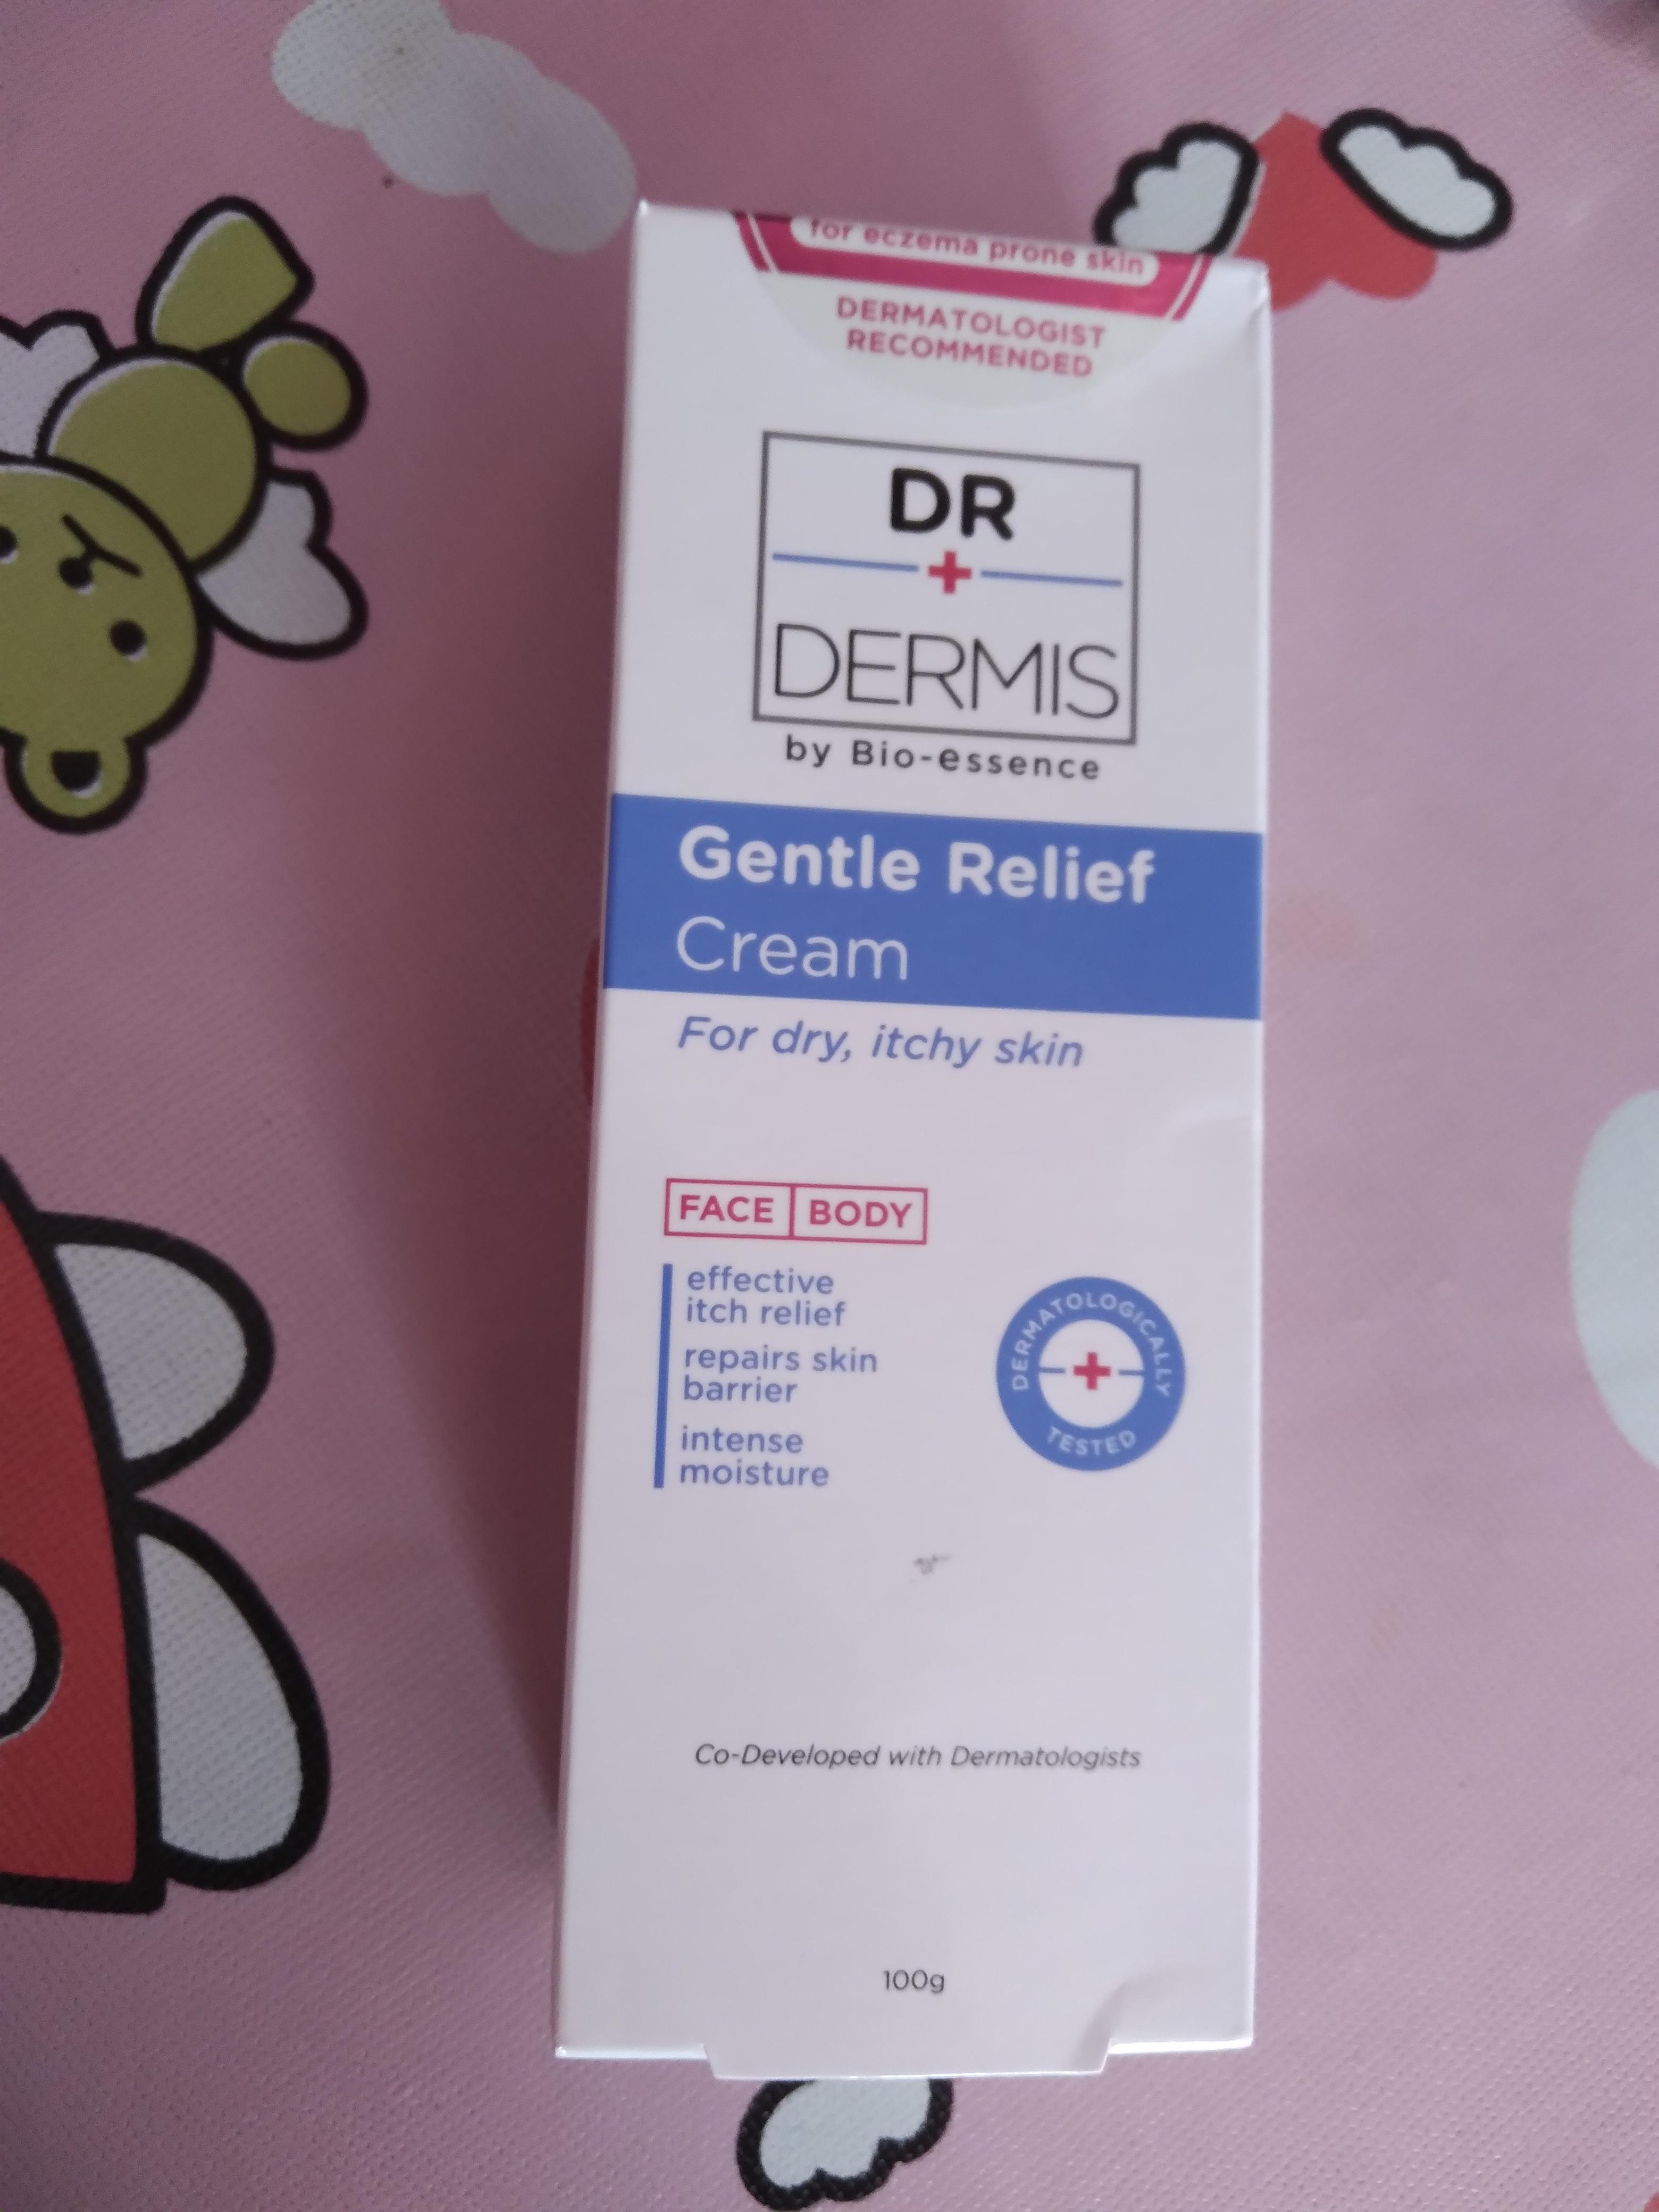 for eczema prone skin
DERMATOLOGIST
RECOMMENDED
DR
DERMIS
by Bio-essence
Gentle Relief
Cream
For dry, itchy skin
FACE BODY
effective
itch relief
repairs skin
barrier
intense
moisture
DERMATOLOGICALLY
TESTED
Co-Developed with Dermatologists
100g